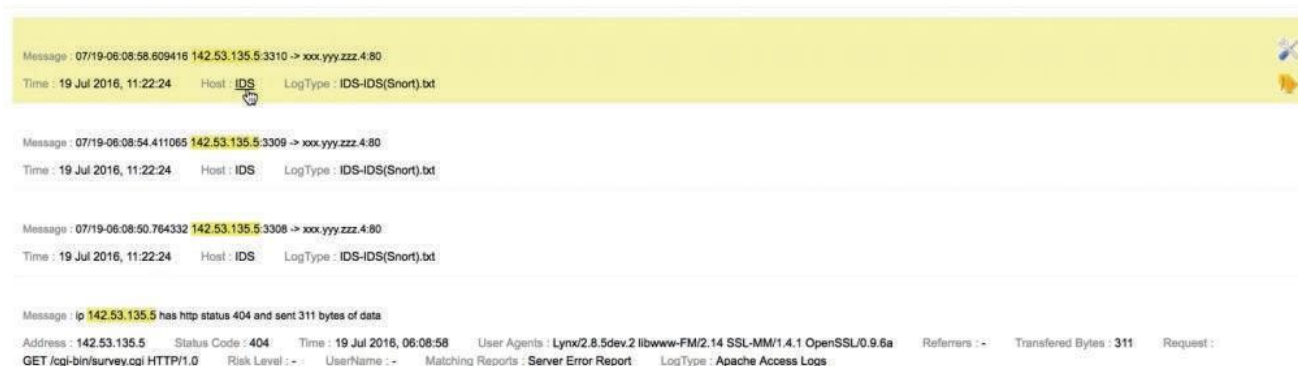 Message : 07/19-06:08:58.609416 142.53.135.5:3310 -> xxx.yyy.zzz.4:80
Time : 19 Jul 2016, 11:22:24 Host : IDS LogType : IDS-IDS(Snort).txt
Message : 07/19-06:08:54.411065 142.53.135.5:3309 -> xxx.yyy.zzz.4:80
Time : 19 Jul 2016, 11:22:24 Host : IDS LogType : IDS-IDS(Snort).txt
Message : 07/19-06:08:50.764332 142.53.135.5:3308 -> xxx.yyy.zzz.4:80
Time : 19 Jul 2016, 11:22:24 Host : IDS LogType : IDS-IDS(Snort).txt
Message : ip 142.53.135.5 has http status 404 and sent 311 bytes of data
Address : 142.53.135.5 Status Code : 404 Time : 19 Jul 2016, 06:08:58 User Agents : Lynx/2.8.5dev.2 libwww-FM/2.14 SSL-MM/1.4.1 OpenSSL/0.9.6a Referrers : - Transfered Bytes : 311 Request :
GET /cgi-bin/survey.cgi HTTP/1.0 Risk Level : - UserName : - Matching Reports : Server Error Report LogType : Apache Access Logs